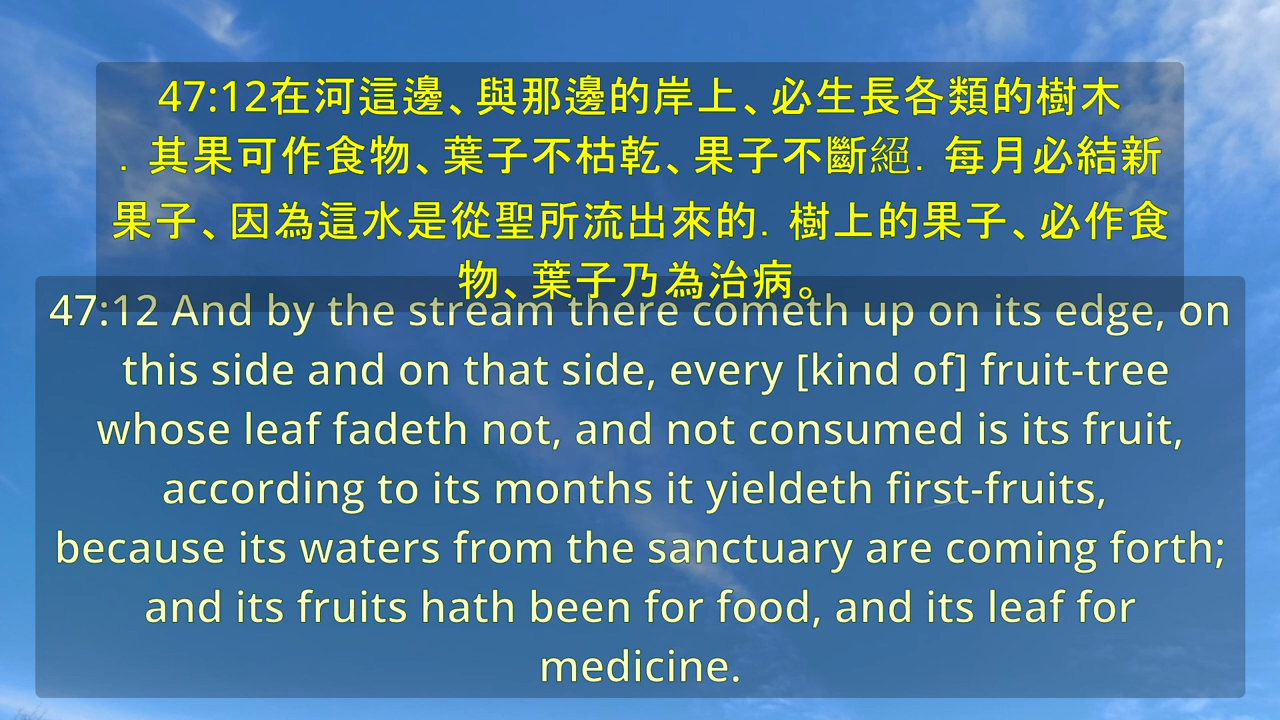 47:12在河這邊、與那邊的岸上、必生長各類的樹木
．其果可作食物、葉子不枯乾、果子不斷絕．每月必結新
果子、因為這水是從聖所流出來的．樹上的果子、必作食
物、葉子乃為治病。
47:12 And by the stream there cometh up on its edge, on
this side and on that side, every [kind of] fruit-tree
whose leaf fadeth not, and not consumed is its fruit,
according to its months it yieldeth first-fruits,
because its waters from the sanctuary are coming forth;
and its fruits hath been for food, and its leaf for
medicine.